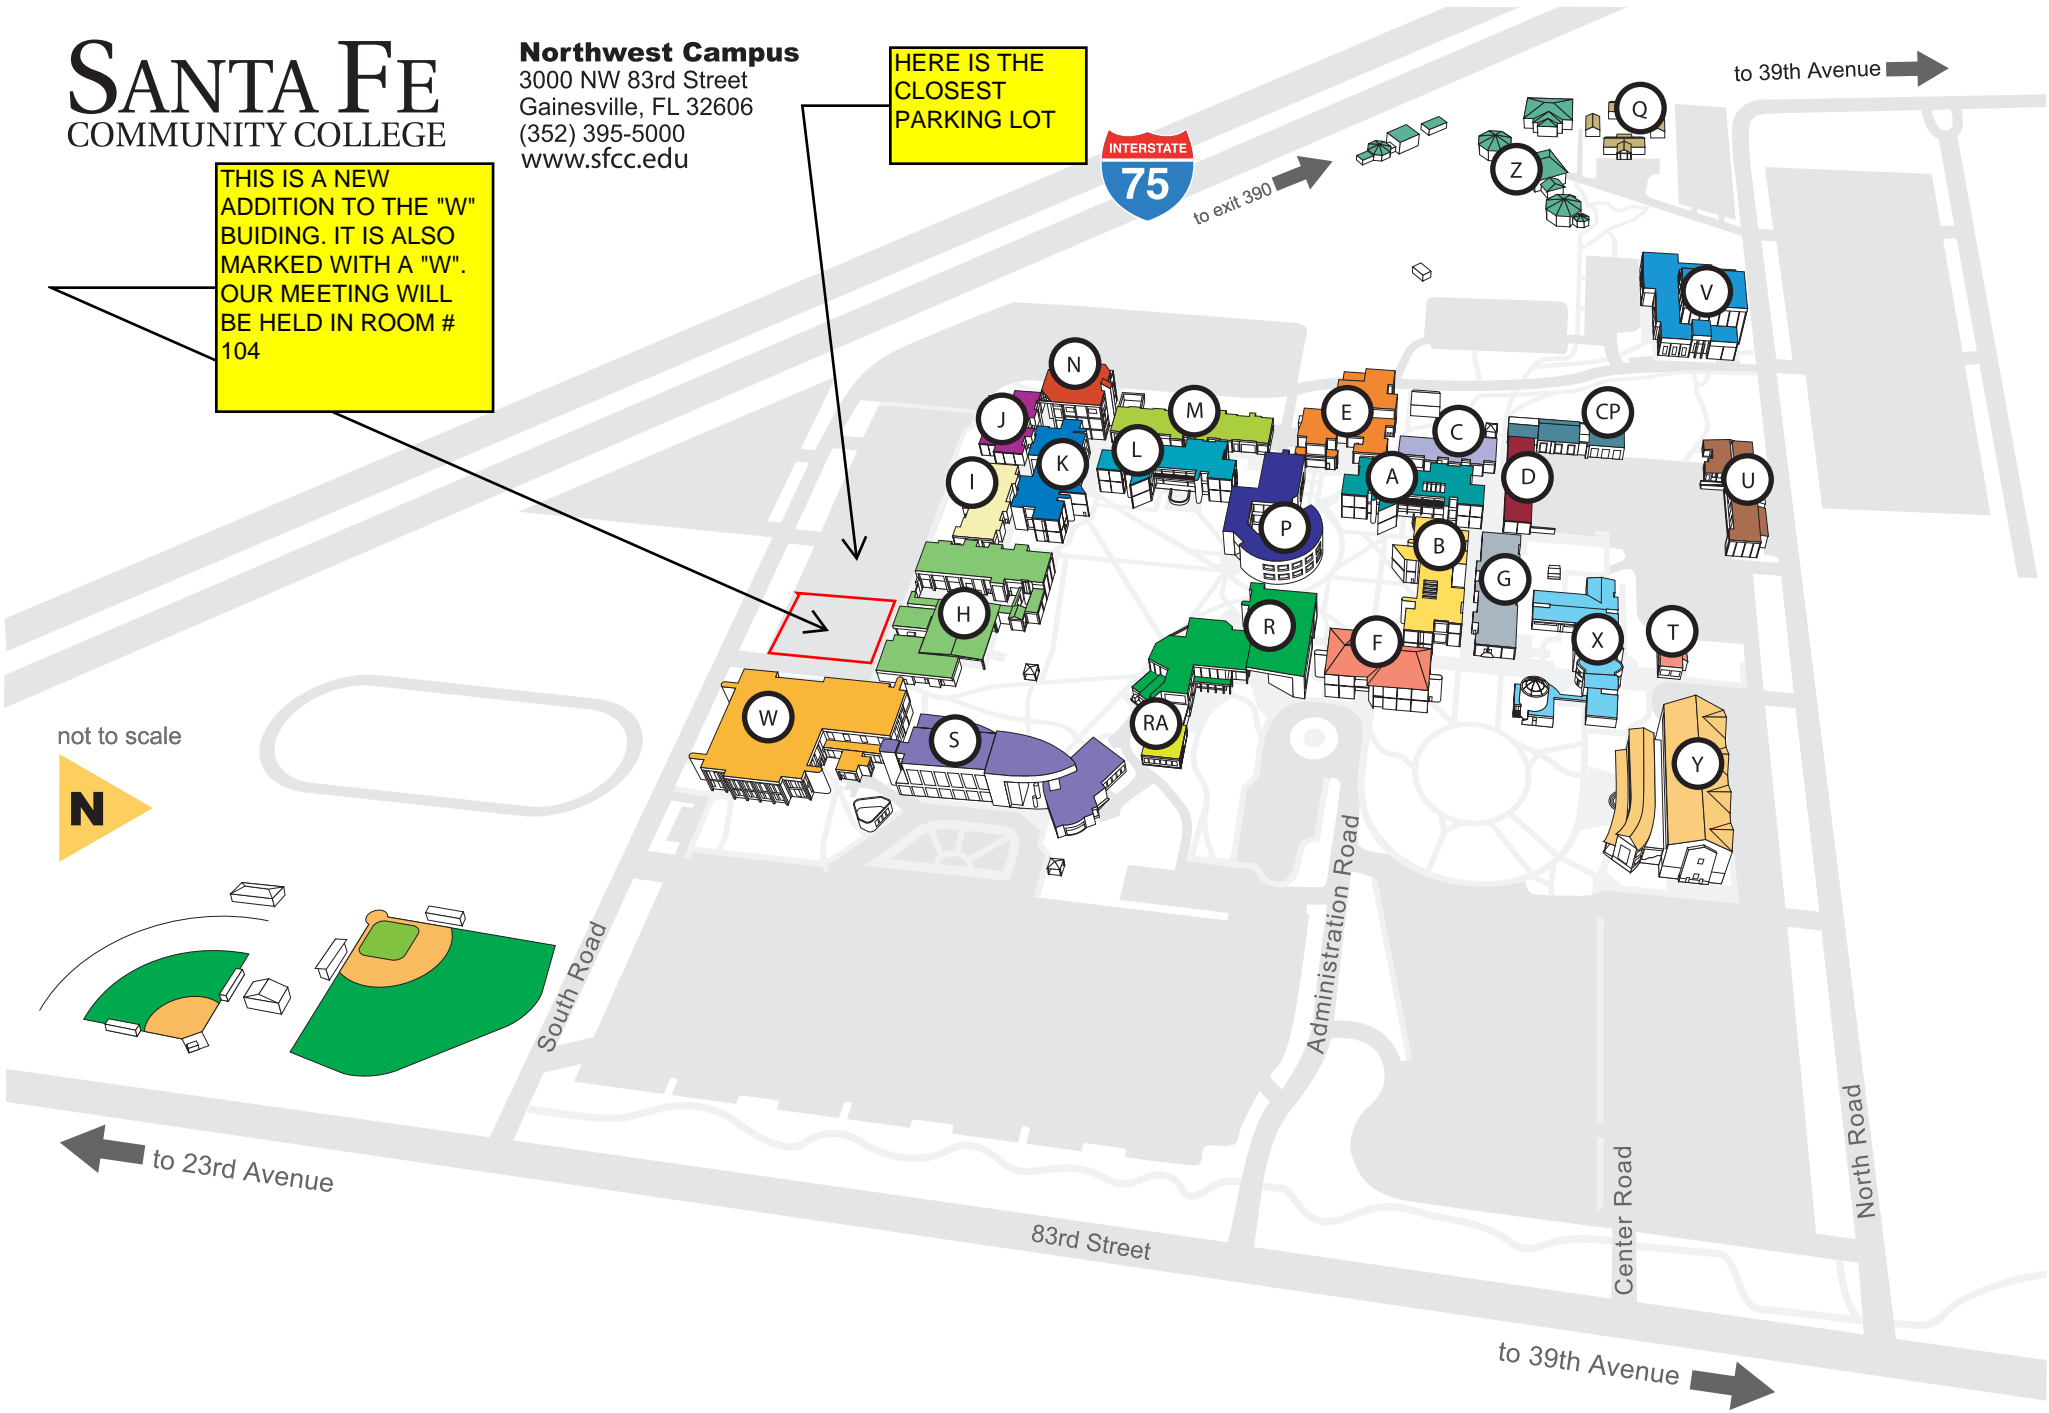 SANTA FE
COMMUNITY COLLEGE
Northwest Campus
3000 NW 83rd Street
Gainesville, FL 32606
(352) 395-5000
www.sfcc.edu
HERE IS THE
CLOSEST
PARKING LOT
THIS IS A NEW
ADDITION TO THE "W"
BUIDING. IT IS ALSO
MARKED WITH A "W".
OUR MEETING WILL
BE HELD IN ROOM #
104
INTERSTATE
75
to exit 390
to 39th Avenue
Q
Z
V
N
J
M
E
C
CP
L
K
I
A
D
U
P
B
G
H
R
F
X
T
W
S
RA
Y
not to scale
N
South Road
Administration Road
Center Road
North Road
to 23rd Avenue
83rd Street
to 39th Avenue